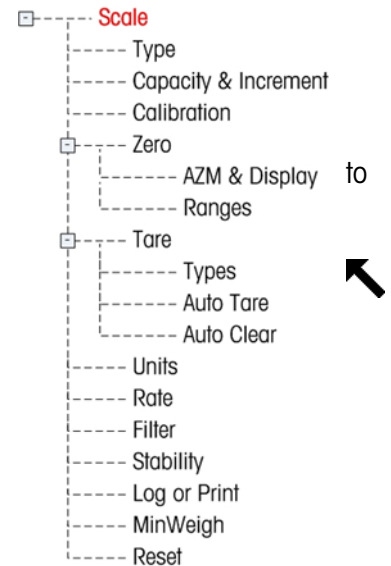 Scale
Type
Capacity & Increment
Calibration
Zero
AZM & Display to
Ranges
Tare
Types
Auto Tare
Auto Clear
Units
Rate
Filter
Stability
Log or Print
MinWeigh
Reset